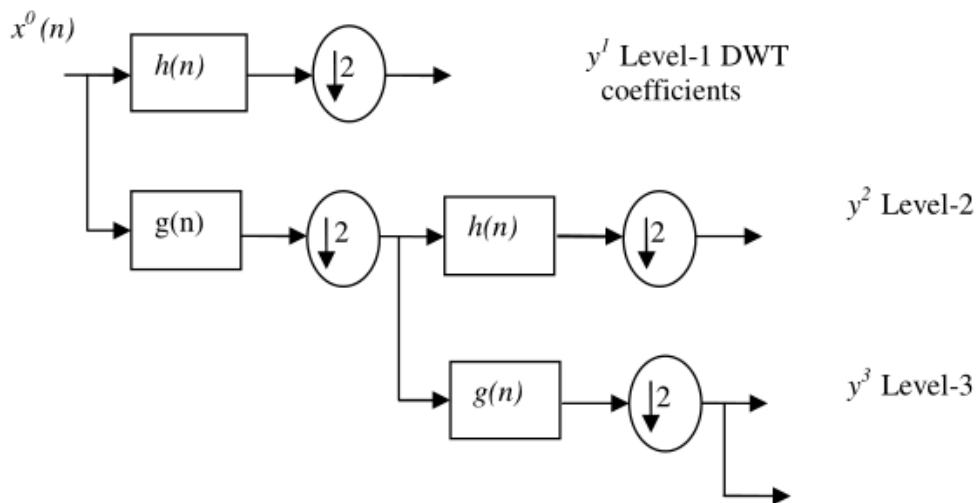 x⁰(n)
h(n)
↓2
y¹ Level-1 DWT
coefficients
g(n)
↓2
h(n)
↓2
y² Level-2
g(n)
↓2
y³ Level-3